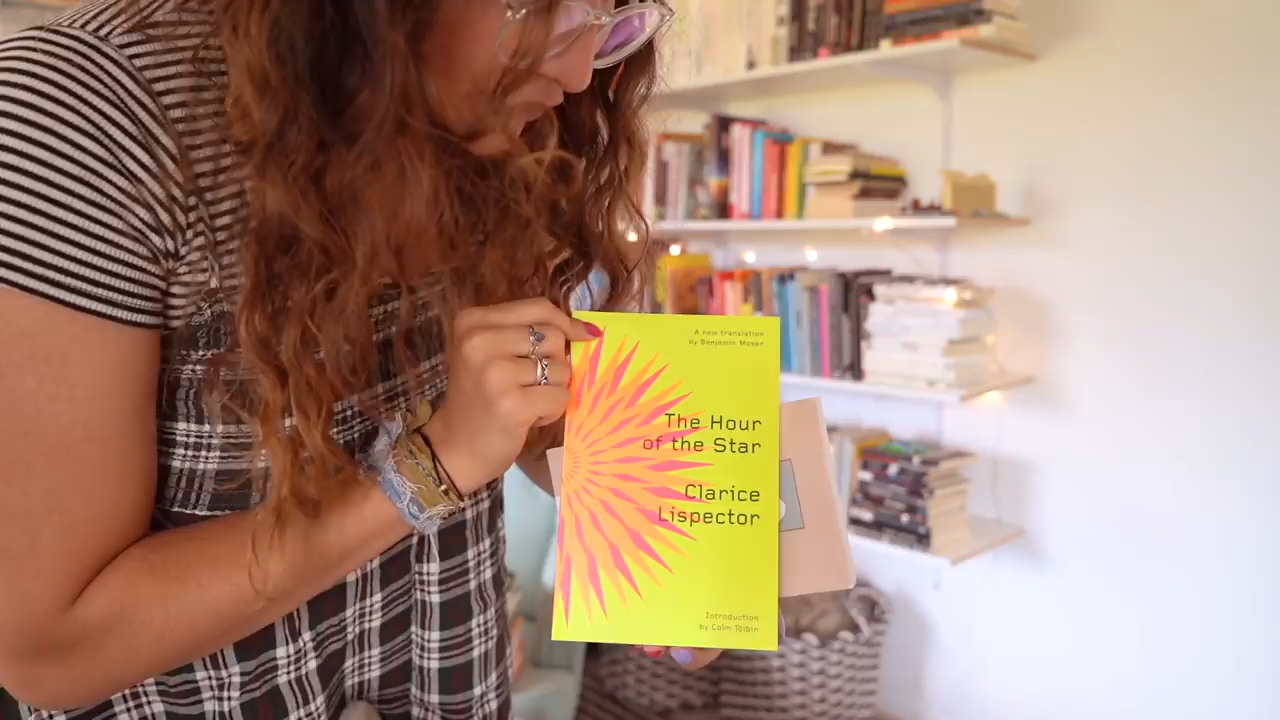 A new translation
by Benjamin Moser
The Hour
of the Star
Clarice
Lispector
Introduction
by Colm Tóibín